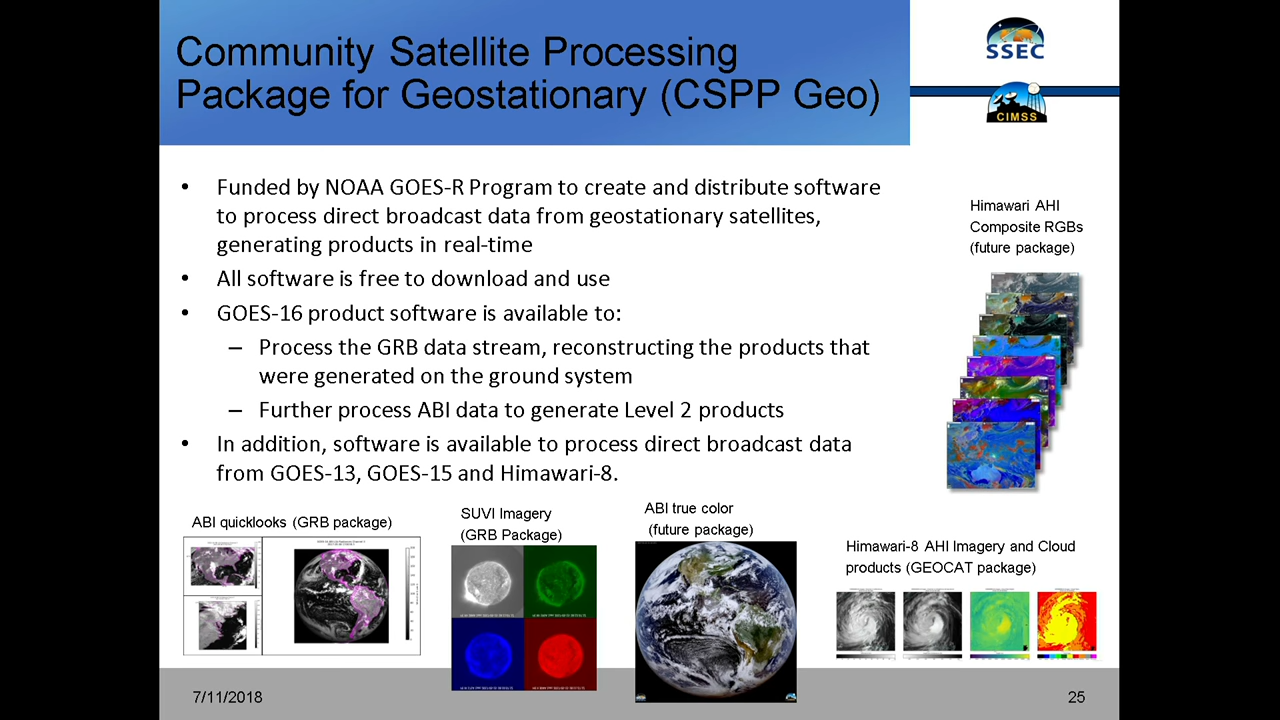 Community Satellite Processing
Package for Geostationary (CSPP Geo)
SSEC
CIMSS
• Funded by NOAA GOES-R Program to create and distribute software
to process direct broadcast data from geostationary satellites,
generating products in real-time
• All software is free to download and use
• GOES-16 product software is available to:
– Process the GRB data stream, reconstructing the products that
were generated on the ground system
– Further process ABI data to generate Level 2 products
• In addition, software is available to process direct broadcast data
from GOES-13, GOES-15 and Himawari-8.
Himawari AHI
Composite RGBs
(future package)
ABI quicklooks (GRB package)
SUVI Imagery
(GRB Package)
ABI true color
(future package)
Himawari-8 AHI Imagery and Cloud
products (GEOCAT package)
7/11/2018
25